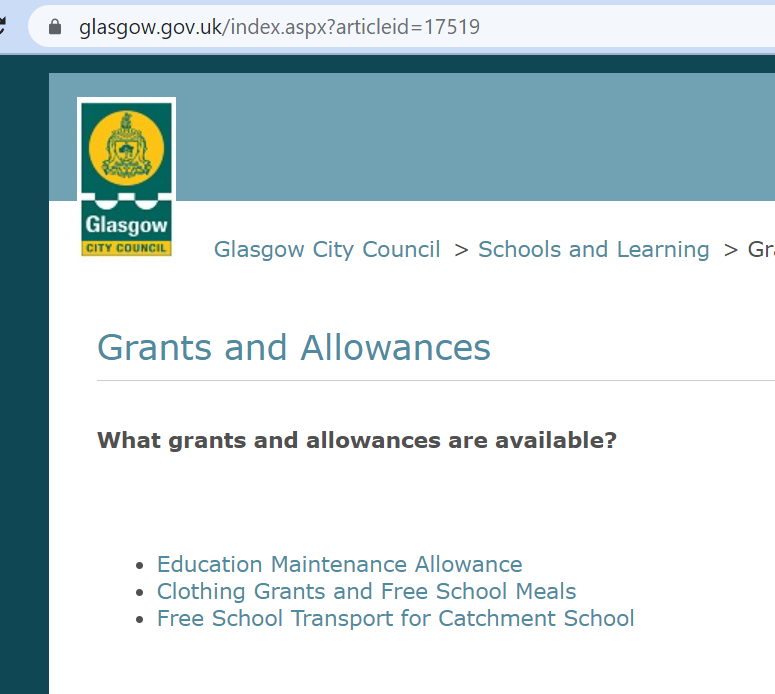 glasgow.gov.uk/index.aspx?articleid=17519
Glasgow
CITY COUNCIL
Glasgow City Council > Schools and Learning > Gr
Grants and Allowances
What grants and allowances are available?
• Education Maintenance Allowance
• Clothing Grants and Free School Meals
• Free School Transport for Catchment School